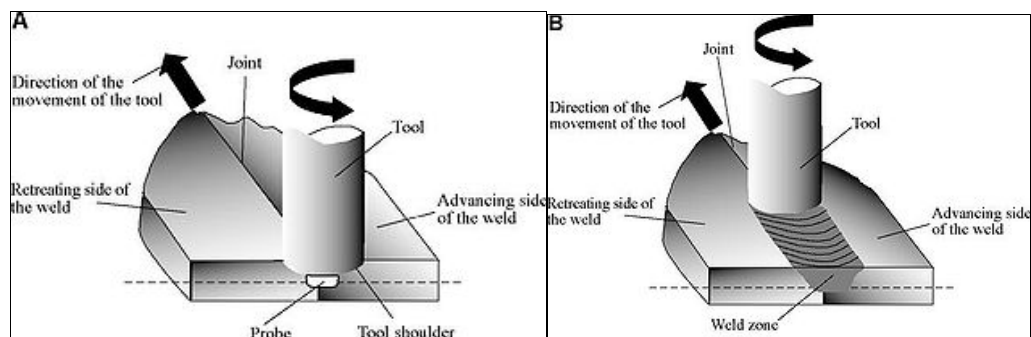 A
Joint
Direction of the
movement of the tool
Tool
Retreating side of
the weld
Advancing side
of the weld
Probe
Tool shoulder
B
Joint
Direction of the
movement of the tool
Tool
Retreating side of
the weld
Advancing side
of the weld
Weld zone